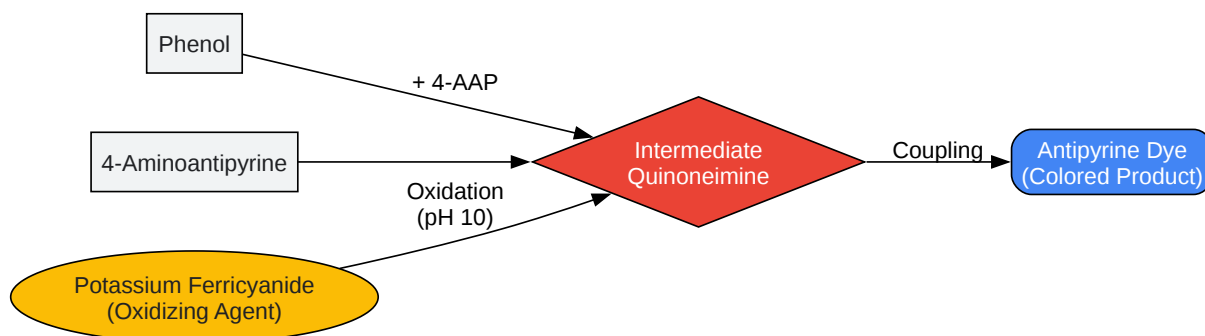 Phenol
+ 4-AAP
4-Aminoantipyrine
Oxidation
(pH 10)
Potassium Ferricyanide
(Oxidizing Agent)
Intermediate
Quinoneimine
Coupling
Antipyrine Dye
(Colored Product)